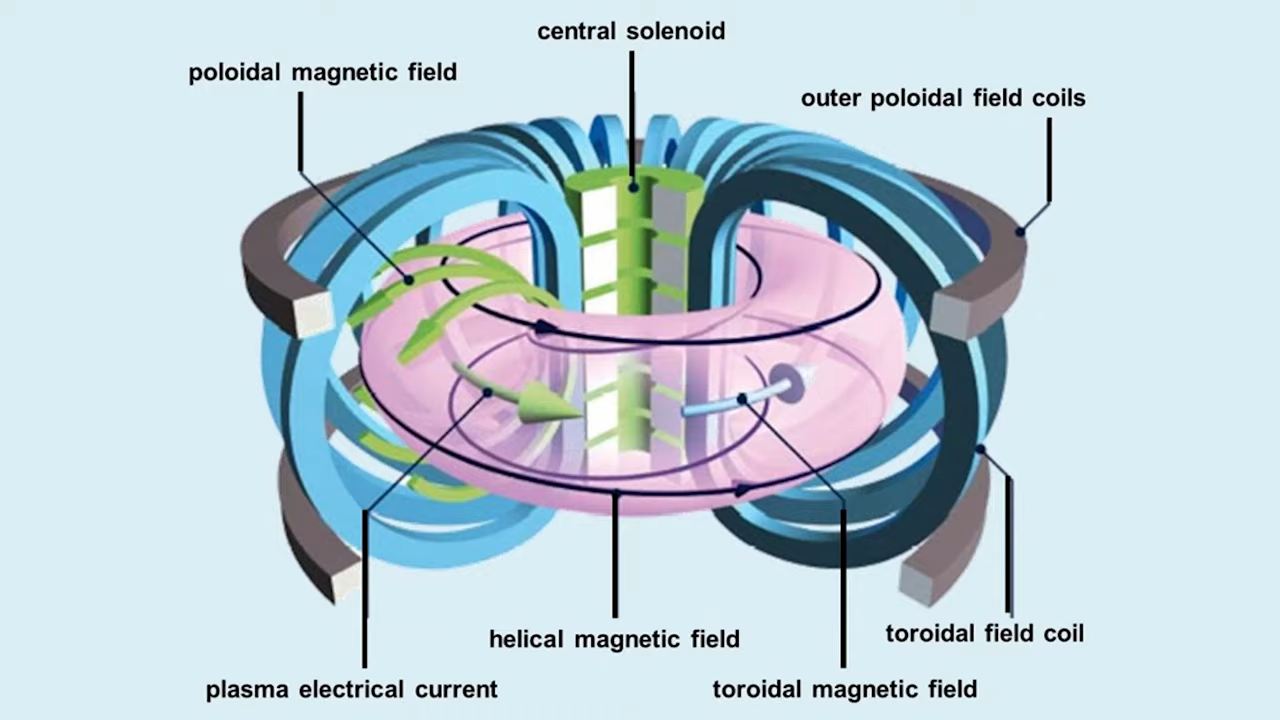 central solenoid
poloidal magnetic field
outer poloidal field coils
helical magnetic field
toroidal field coil
plasma electrical current
toroidal magnetic field